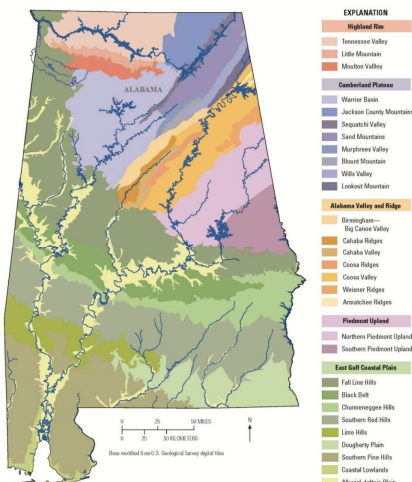 ALABAMA
0 25 50 MILES
0 25 50 KILOMETERS
N
Base modified from U.S. Geological Survey digital files
EXPLANATION
Highland Rim
Tennessee Valley
Little Mountain
Moulton Valley
Cumberland Plateau
Warrior Basin
Jackson County Mountains
Sequatchi Valley
Sand Mountains
Murphrees Valley
Blount Mountain
Wills Valley
Lookout Mountain
Alabama Valley and Ridge
Birmingham—
Big Canoe Valley
Cahaba Ridges
Cahaba Valley
Coosa Ridges
Coosa Valley
Weisner Ridges
Armatchee Ridges
Piedmont Upland
Northern Piedmont Upland
Southern Piedmont Upland
East Gulf Coastal Plain
Fall Line Hills
Black Belt
Chunnenuggee Hills
Southern Red Hills
Lime Hills
Dougherty Plain
Southern Pine Hills
Coastal Lowlands
Alluvial-deltaic Plain